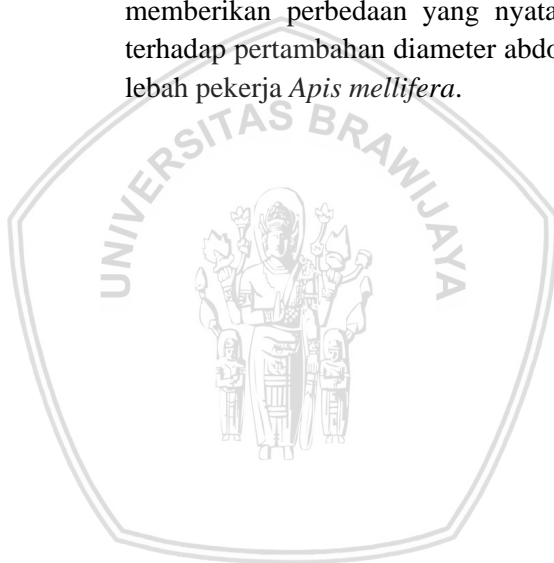 memberikan perbedaan yang nyata
terhadap pertambahan diameter abdo
lebah pekerja Apis mellifera.
UNIVERSITAS BRAWIJAYA